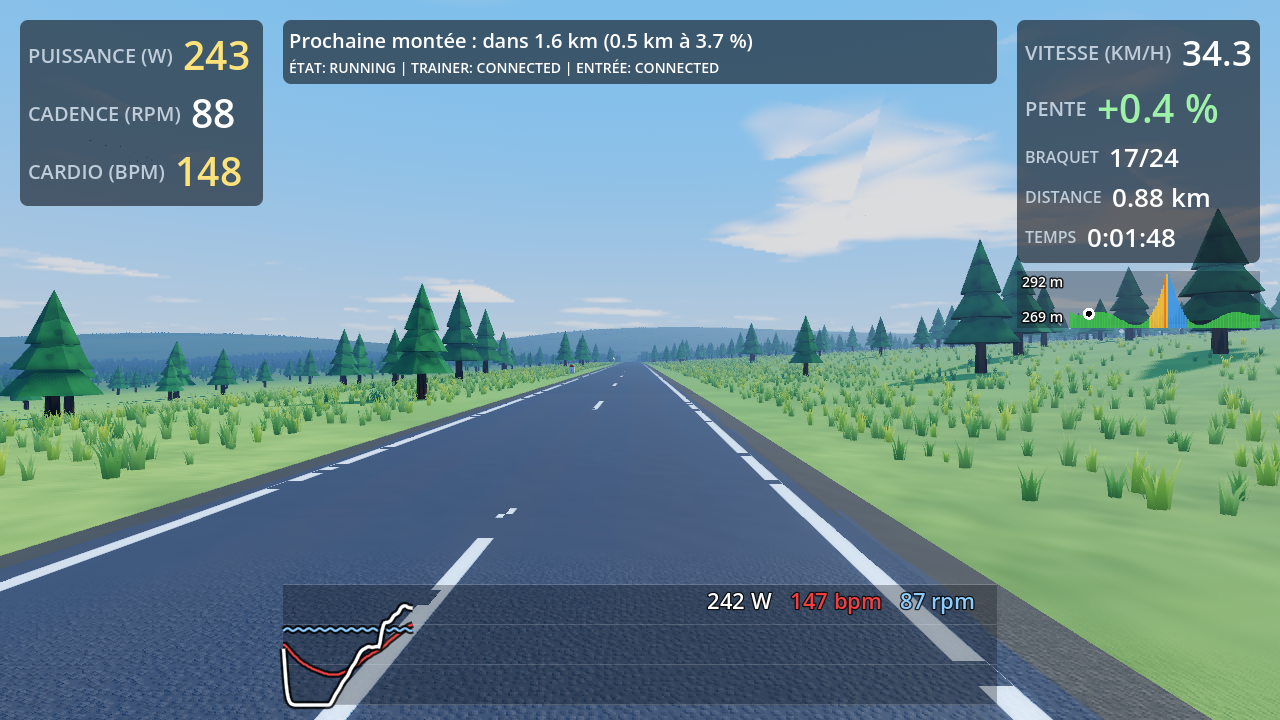 PUISSANCE (W) 243
CADENCE (RPM) 88
CARDIO (BPM) 148
Prochaine montée : dans 1.6 km (0.5 km à 3.7 %)
ÉTAT: RUNNING | TRAINER: CONNECTED | ENTRÉE: CONNECTED
VITESSE (KM/H) 34.3
PENTE +0.4 %
BRAQUET 17/24
DISTANCE 0.88 km
TEMPS 0:01:48
292 m
269 m
242 W 147 bpm 87 rpm